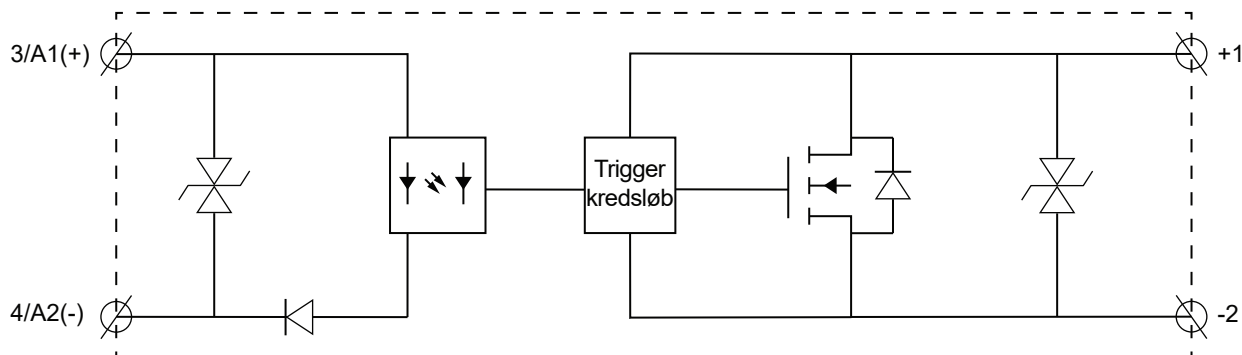 3/A1(+)
+1
Trigger
kredsløb
4/A2(-)
-2